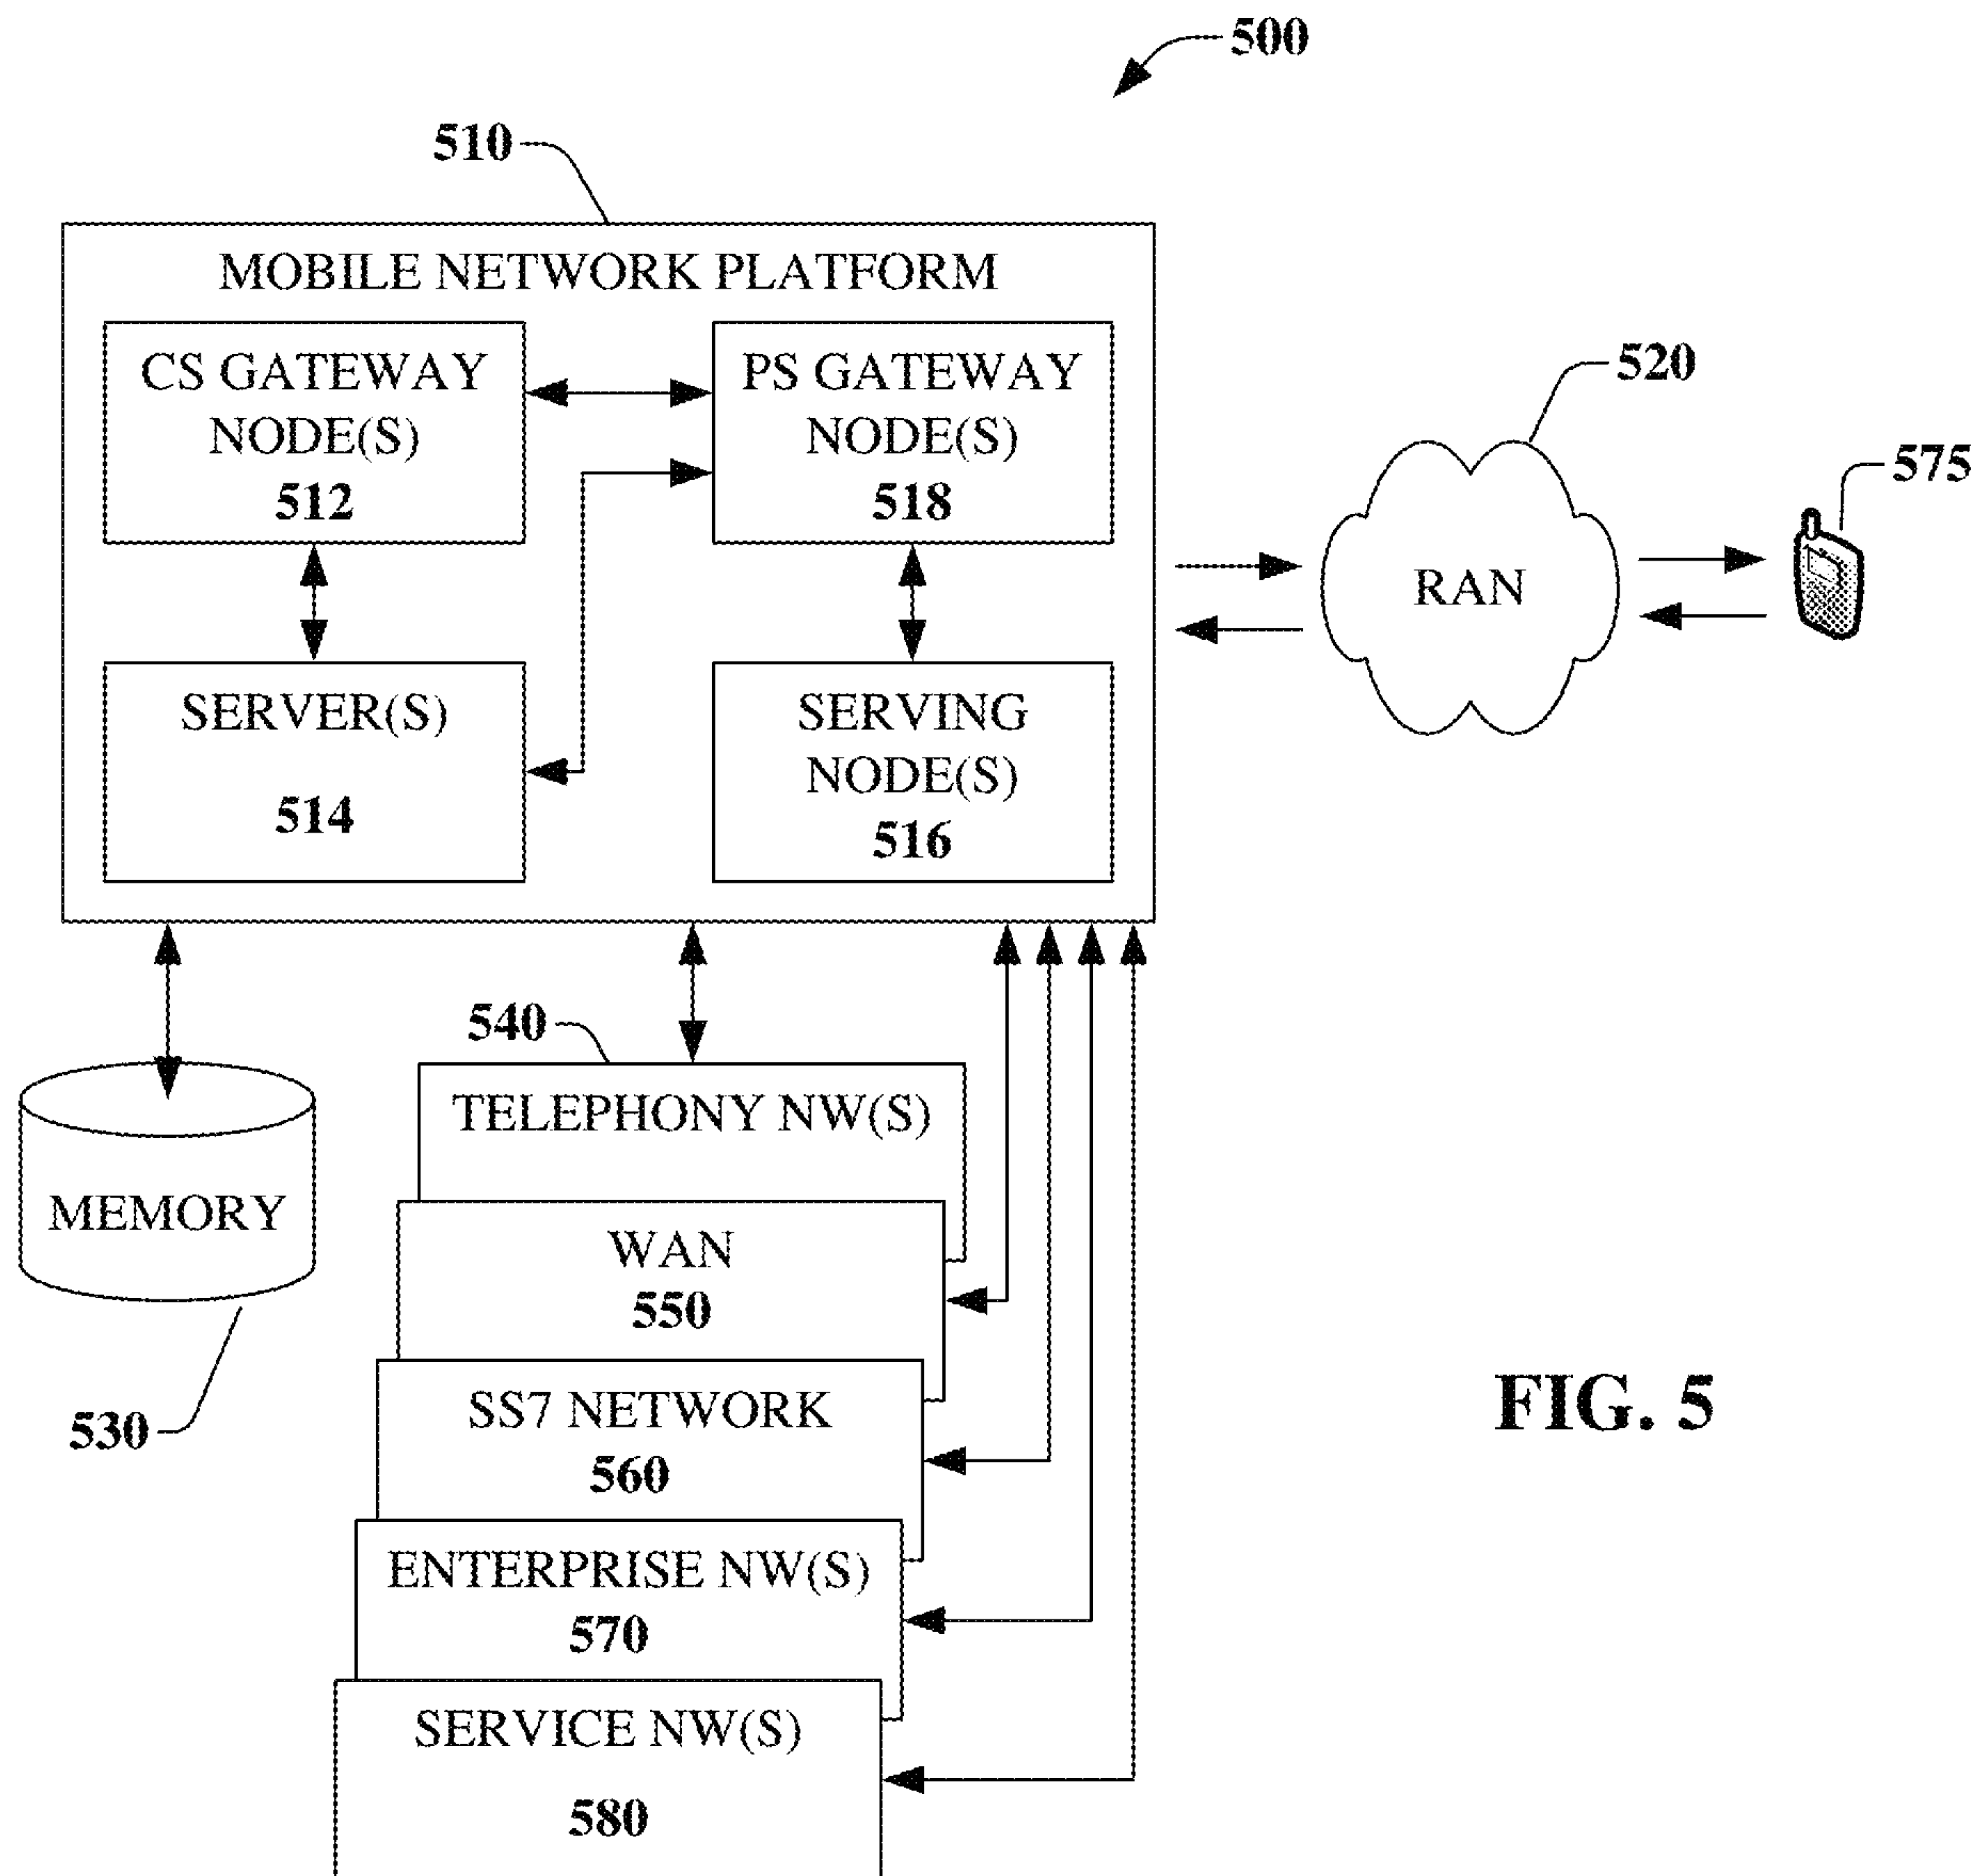 500
510
MOBILE NETWORK PLATFORM
CS GATEWAY
NODE(S)
512
PS GATEWAY
NODE(S)
518
SERVER(S)
514
SERVING
NODE(S)
516
520
RAN
575
540
TELEPHONY NW(S)
MEMORY
530
WAN
550
SS7 NETWORK
560
ENTERPRISE NW(S)
570
SERVICE NW(S)
580
FIG. 5